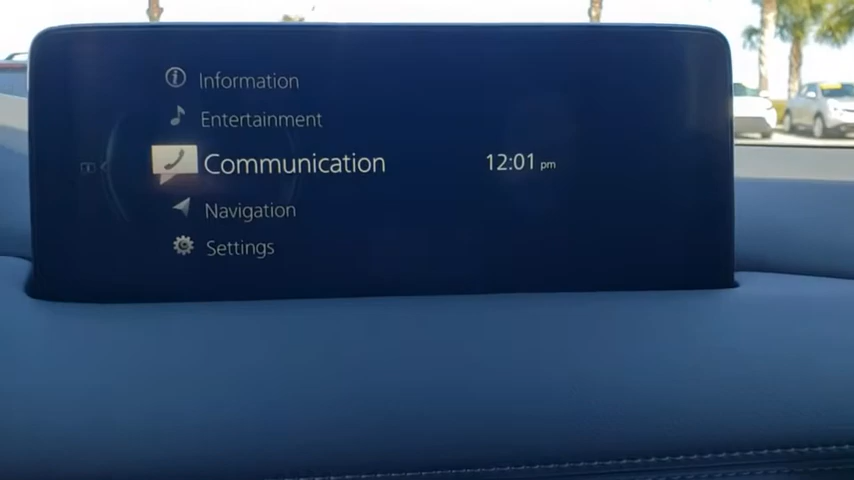 Information
Entertainment
Communication
12:01 pm
Navigation
Settings